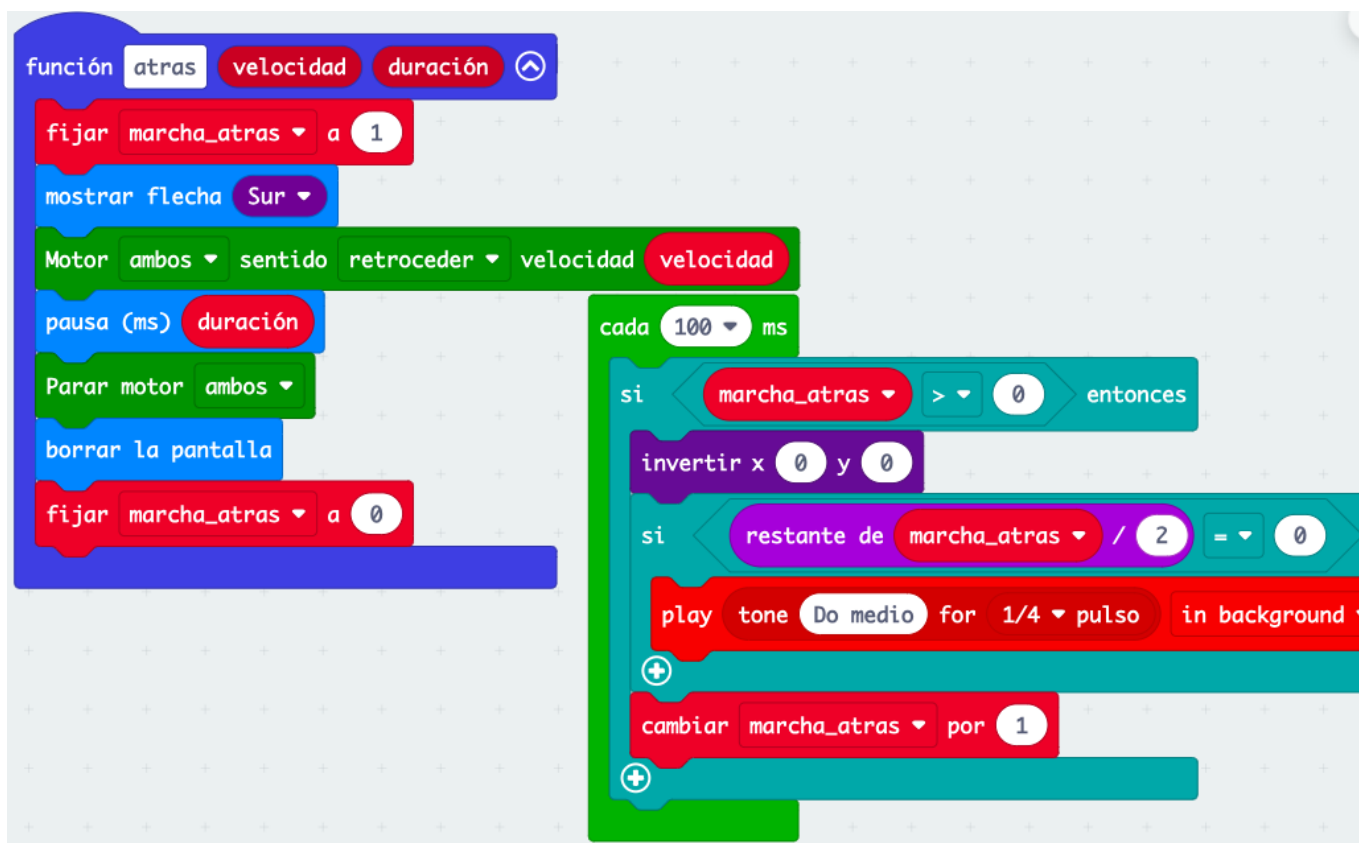 función atras velocidad duración
fijar marcha_atras a 1
mostrar flecha Sur
Motor ambos sentido retroceder velocidad velocidad
pausa (ms) duración
Parar motor ambos
borrar la pantalla
fijar marcha_atras a 0
cada 100 ms
si marcha_atras > 0 entonces
invertir x 0 y 0
si restante de marcha_atras / 2 = 0
play tone Do medio for 1/4 pulso in background
cambiar marcha_atras por 1